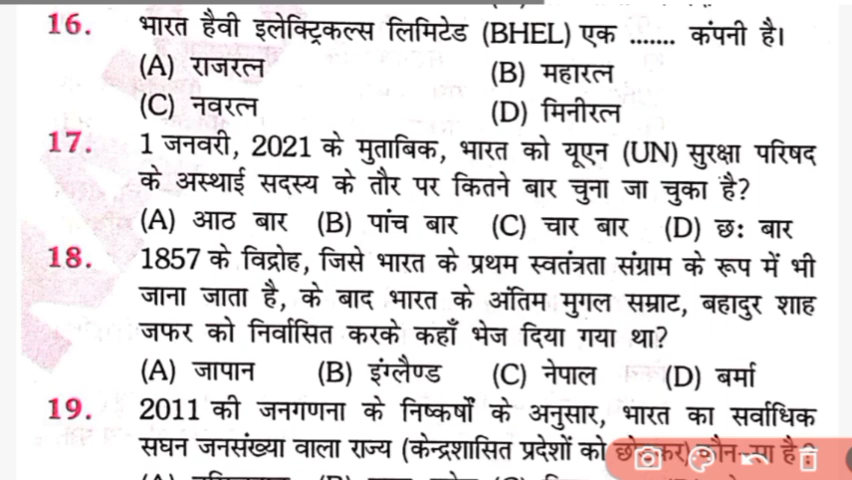 16. भारत हैवी इलेक्ट्रिकल्स लिमिटेड (BHEL) एक ....... कंपनी है।
(A) राजरत्न (B) महारत्न
(C) नवरत्न (D) मिनीरत्न
17. 1 जनवरी, 2021 के मुताबिक, भारत को यूएन (UN) सुरक्षा परिषद
के अस्थाई सदस्य के तौर पर कितने बार चुना जा चुका है?
(A) आठ बार (B) पांच बार (C) चार बार (D) छः बार
18. 1857 के विद्रोह, जिसे भारत के प्रथम स्वतंत्रता संग्राम के रूप में भी
जाना जाता है, के बाद भारत के अंतिम मुगल सम्राट, बहादुर शाह
जफर को निर्वासित करके कहाँ भेज दिया गया था?
(A) जापान (B) इंग्लैण्ड (C) नेपाल (D) बर्मा
19. 2011 की जनगणना के निष्कर्षों के अनुसार, भारत का सर्वाधिक
सघन जनसंख्या वाला राज्य (केन्द्रशासित प्रदेशों को छोड़कर) कौन-सा है?